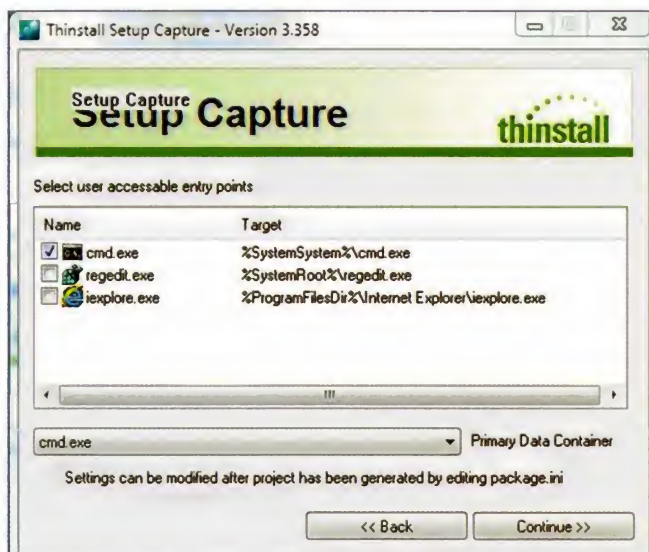 Thinstall Setup Capture - Version 3.358
Setup Capture
Setup Capture
thinstall
Select user accessable entry points
Name Target
cmd.exe %SystemSystem%\cmd.exe
regedit.exe %SystemRoot%\regedit.exe
iexplore.exe %ProgramFilesDir%\Internet Explorer\iexplore.exe
cmd.exe Primary Data Container
Settings can be modified after project has been generated by editing package.ini
<< Back Continue >>